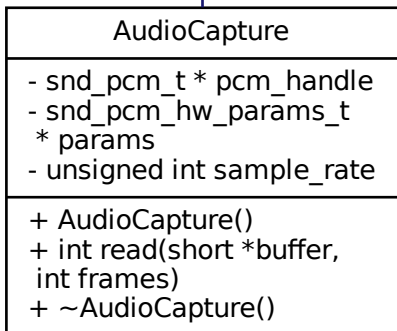 AudioCapture
- snd_pcm_t * pcm_handle
- snd_pcm_hw_params_t
* params
- unsigned int sample_rate
+ AudioCapture()
+ int read(short *buffer,
int frames)
+ ~AudioCapture()